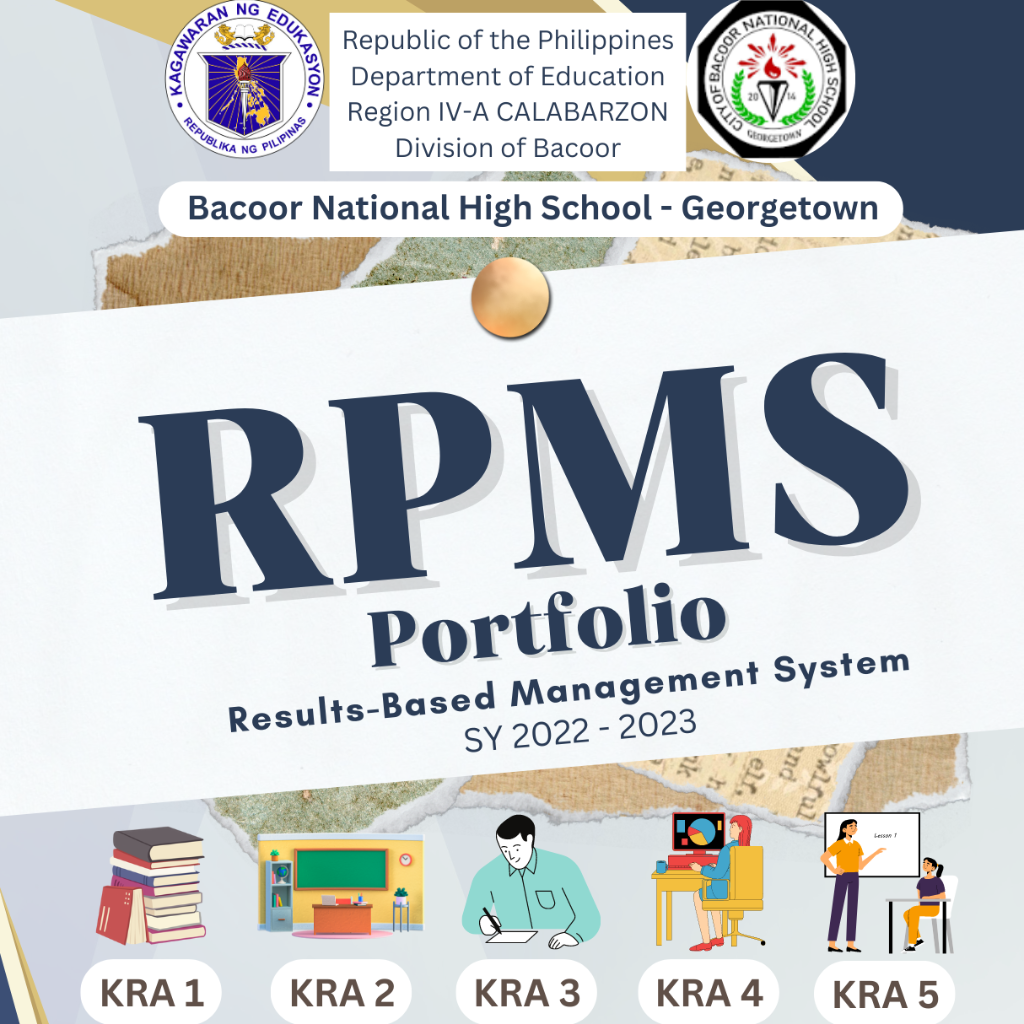 KAGAWARAN NG EDUKASYON
REPUBLIKA NG PILIPINAS
Republic of the Philippines
Department of Education
Region IV-A CALABARZON
Division of Bacoor
CITY OF BACOOR NATIONAL HIGH SCHOOL
2014
GEORGETOWN
Bacoor National High School - Georgetown
RPMS
Portfolio
Results-Based Management System
SY 2022 - 2023
Lesson 1
KRA 1
KRA 2
KRA 3
KRA 4
KRA 5